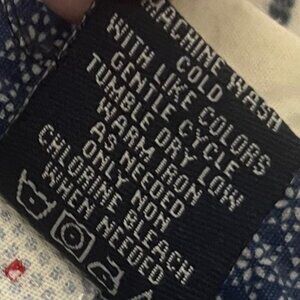 MACHINE WASH
COLD
WITH LIKE COLORS
GENTLE CYCLE
TUMBLE DRY LOW
WARM IRON
AS NEEDED
ONLY NON
CHLORINE BLEACH
WHEN NEEDED